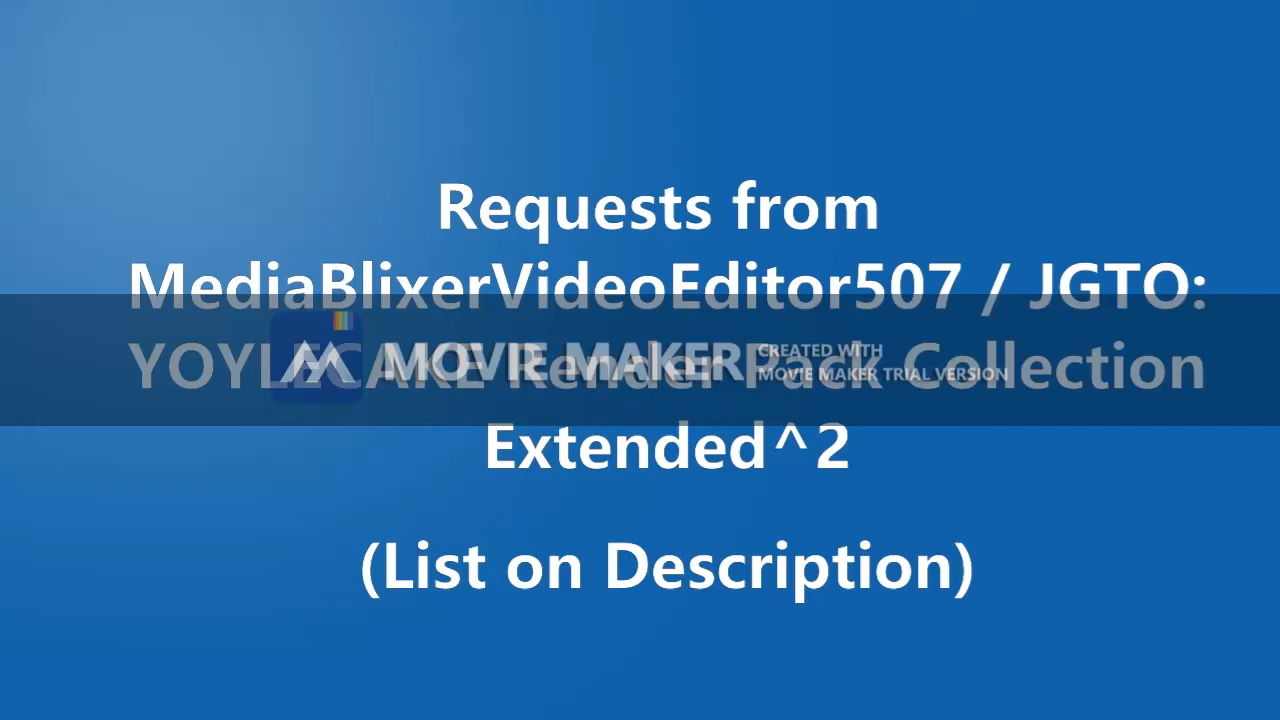 Requests from
MediaBlixerVideoEditor507 / JGTO:
YOYLECAKE Render Pack Collection
MOVIE MAKER
CREATED WITH
MOVIE MAKER TRIAL VERSION
Extended^2
(List on Description)